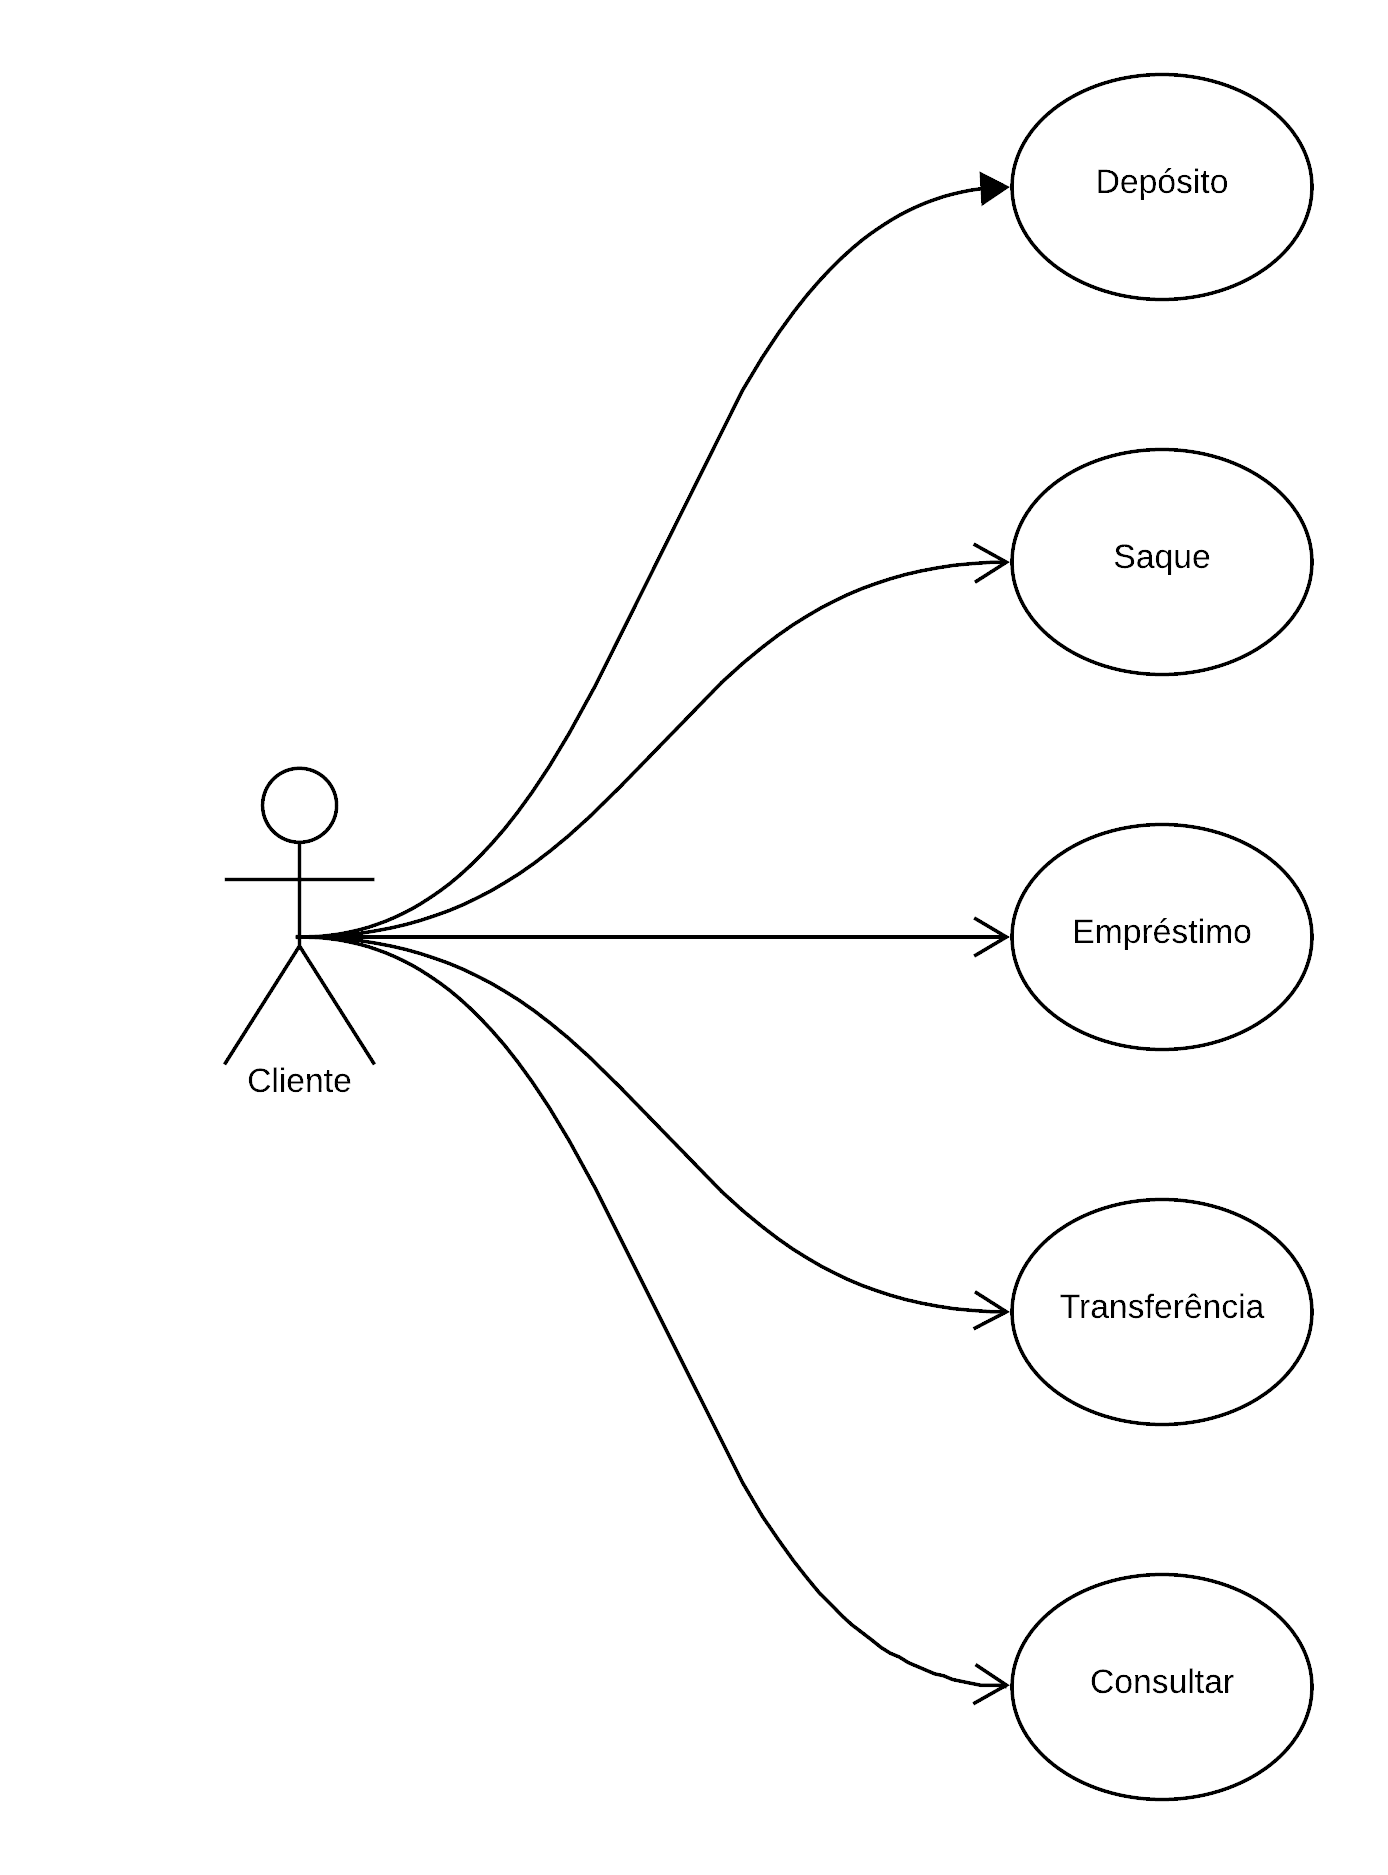 Depósito
Saque
Empréstimo
Cliente
Transferência
Consultar